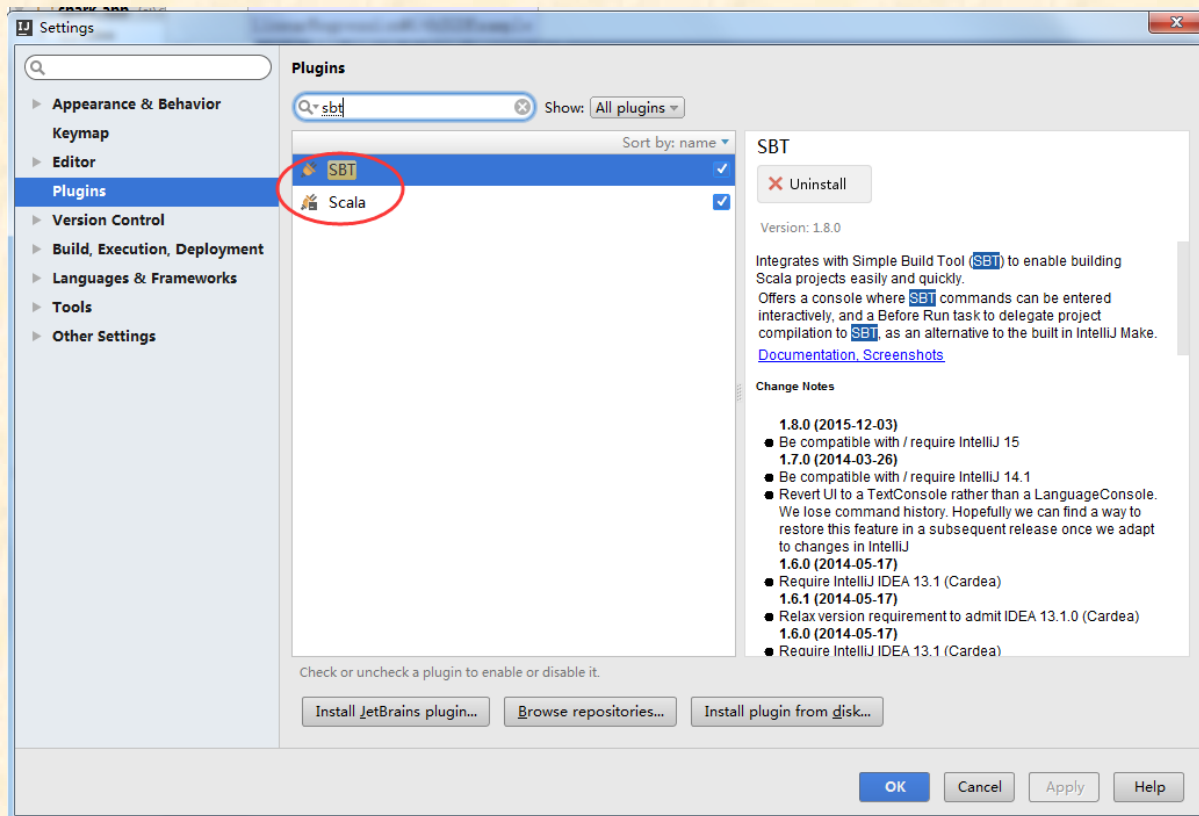 spark app
Settings
Plugins
sbt
Show: All plugins
Appearance & Behavior
Keymap
Editor
Plugins
Version Control
Build, Execution, Deployment
Languages & Frameworks
Tools
Other Settings
Sort by: name
SBT
Scala
SBT
Uninstall
Version: 1.8.0
Integrates with Simple Build Tool (SBT) to enable building
Scala projects easily and quickly.
Offers a console where SBT commands can be entered
interactively, and a Before Run task to delegate project
compilation to SBT, as an alternative to the built in IntelliJ Make.
Documentation, Screenshots
Change Notes
1.8.0 (2015-12-03)
Be compatible with / require IntelliJ 15
1.7.0 (2014-03-26)
Be compatible with / require IntelliJ 14.1
Revert UI to a TextConsole rather than a LanguageConsole.
We lose command history. Hopefully we can find a way to
restore this feature in a subsequent release once we adapt
to changes in IntelliJ
1.6.0 (2014-05-17)
Require IntelliJ IDEA 13.1 (Cardea)
1.6.1 (2014-05-17)
Relax version requirement to admit IDEA 13.1.0 (Cardea)
1.6.0 (2014-05-17)
Require IntelliJ IDEA 13.1 (Cardea)
Check or uncheck a plugin to enable or disable it.
Install JetBrains plugin...
Browse repositories...
Install plugin from disk...
OK
Cancel
Apply
Help